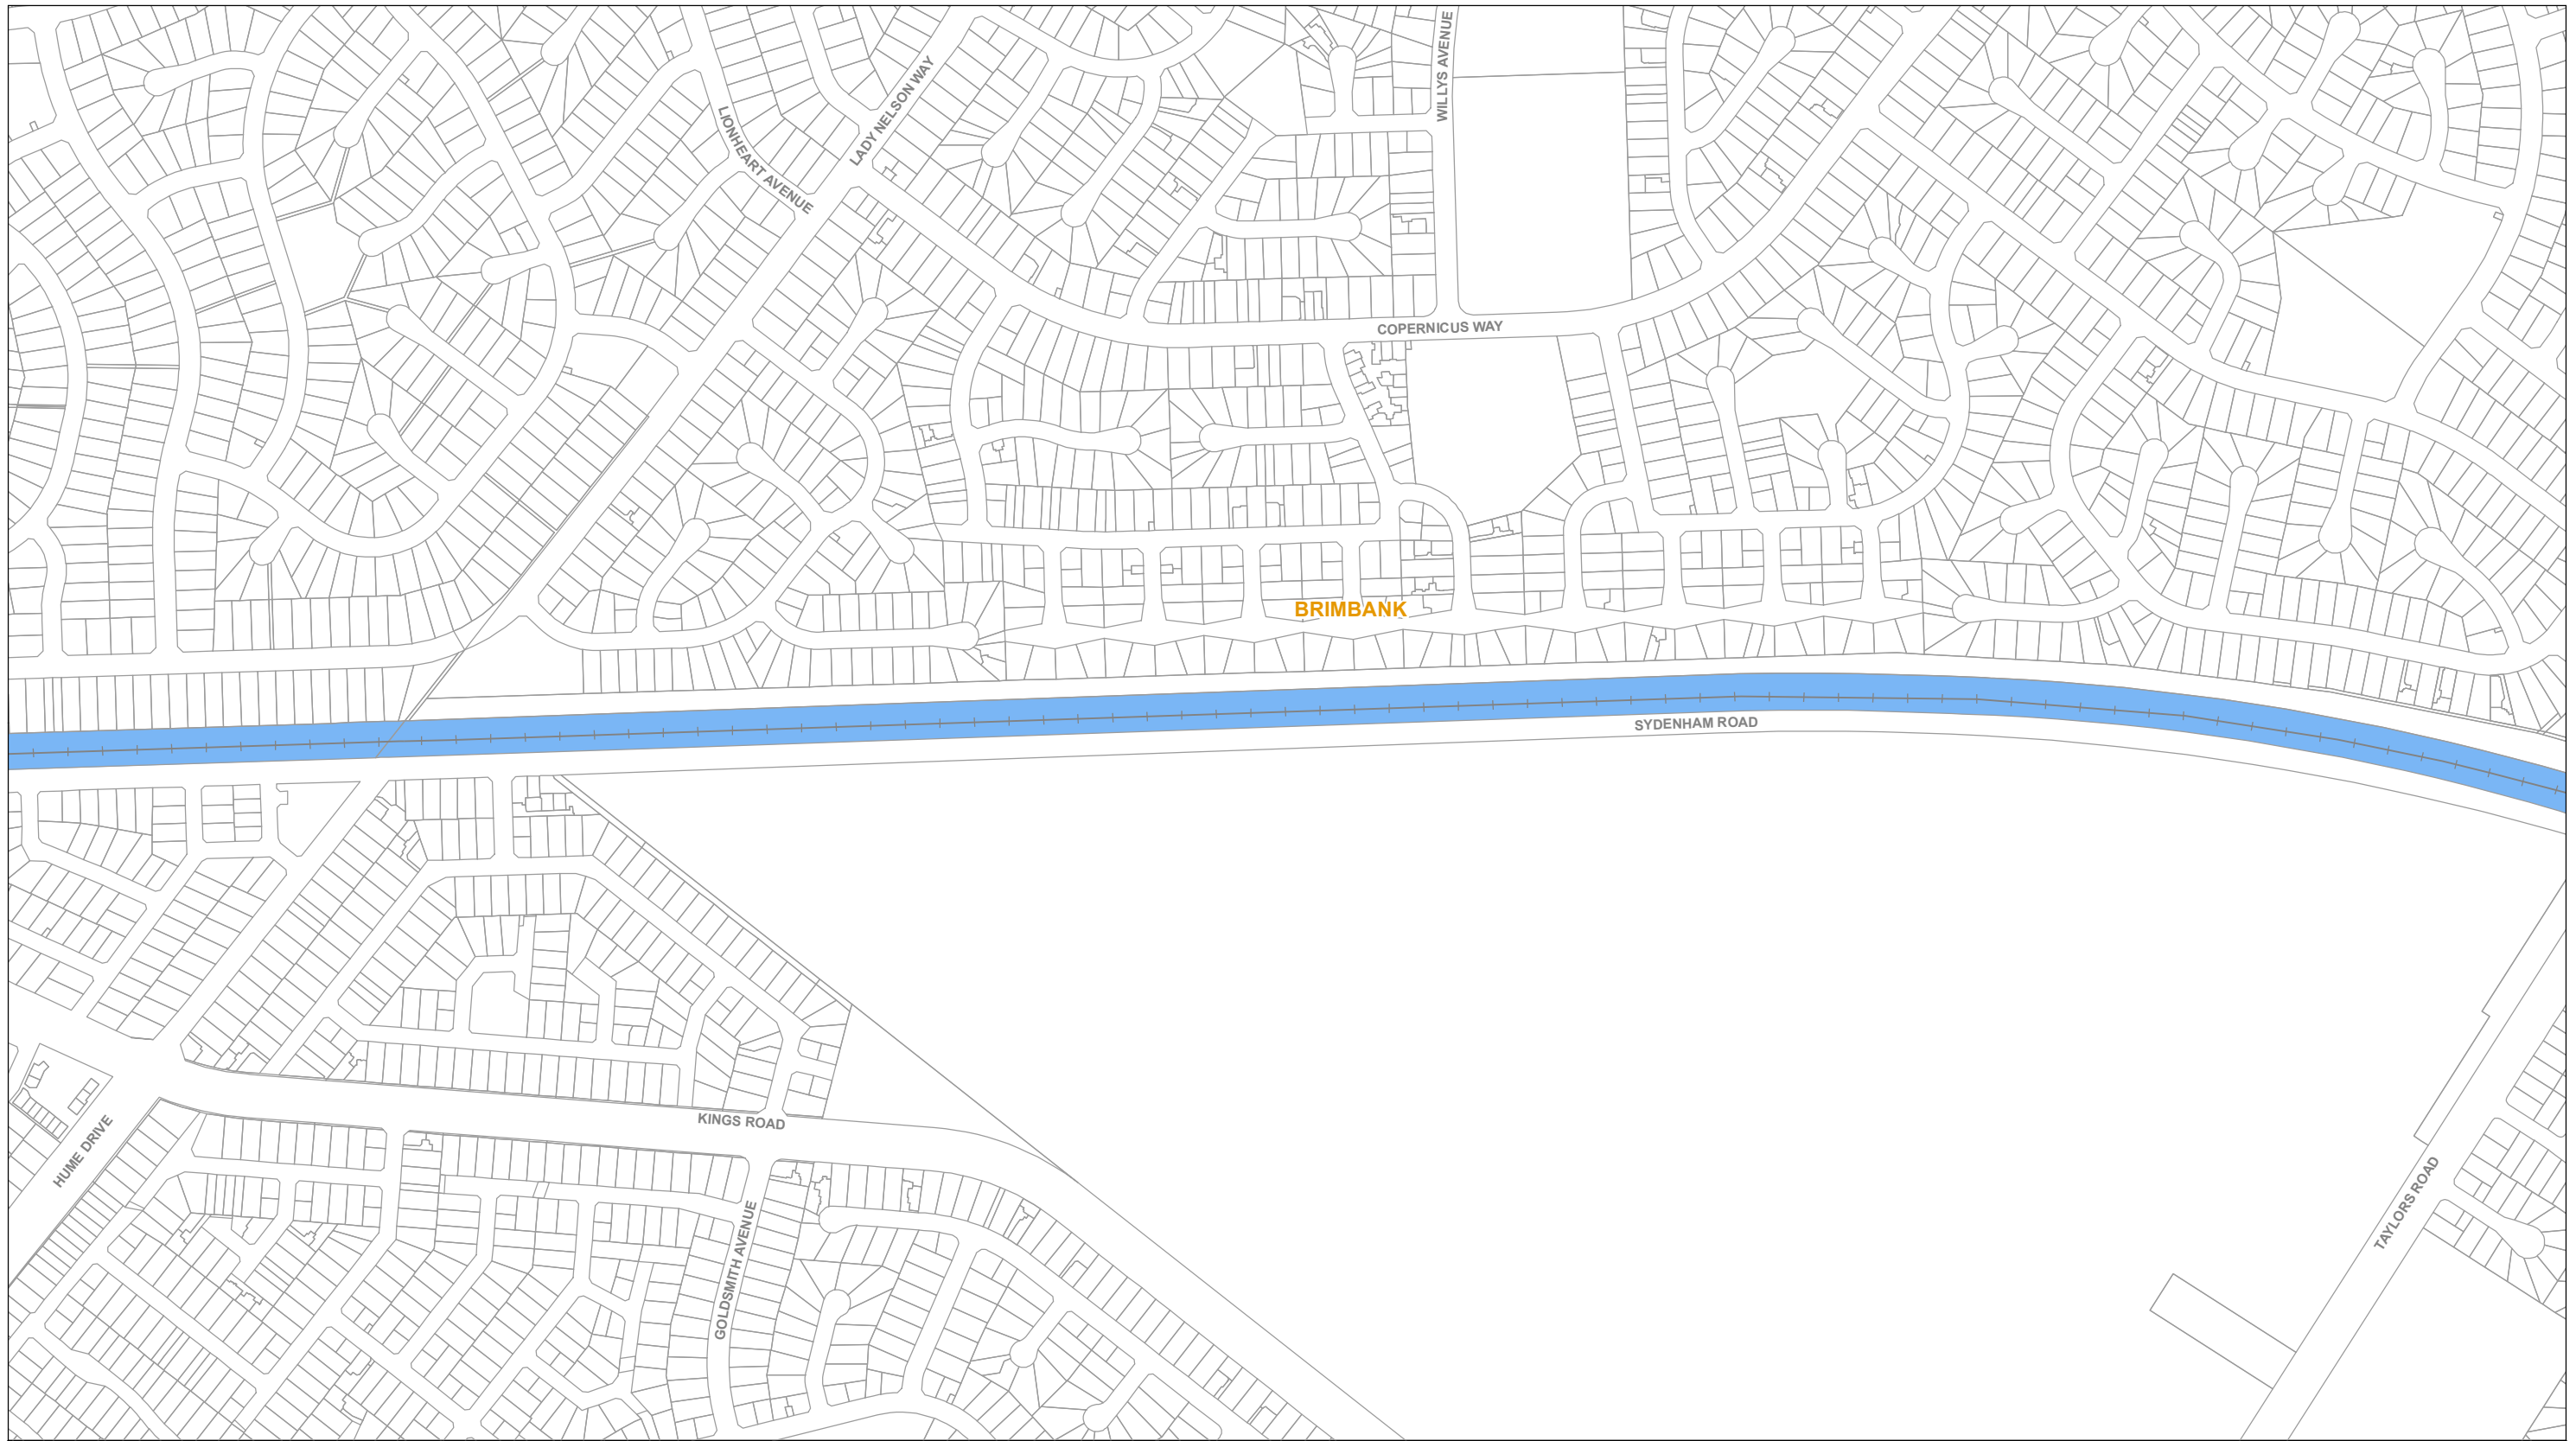 WILLYS AVENUE
LADY NELSON WAY
LIONHEART AVENUE
COPERNICUS WAY
BRIMBANK
SYDENHAM ROAD
KINGS ROAD
HUME DRIVE
TAYLORS ROAD
GOLDSMITH AVENUE